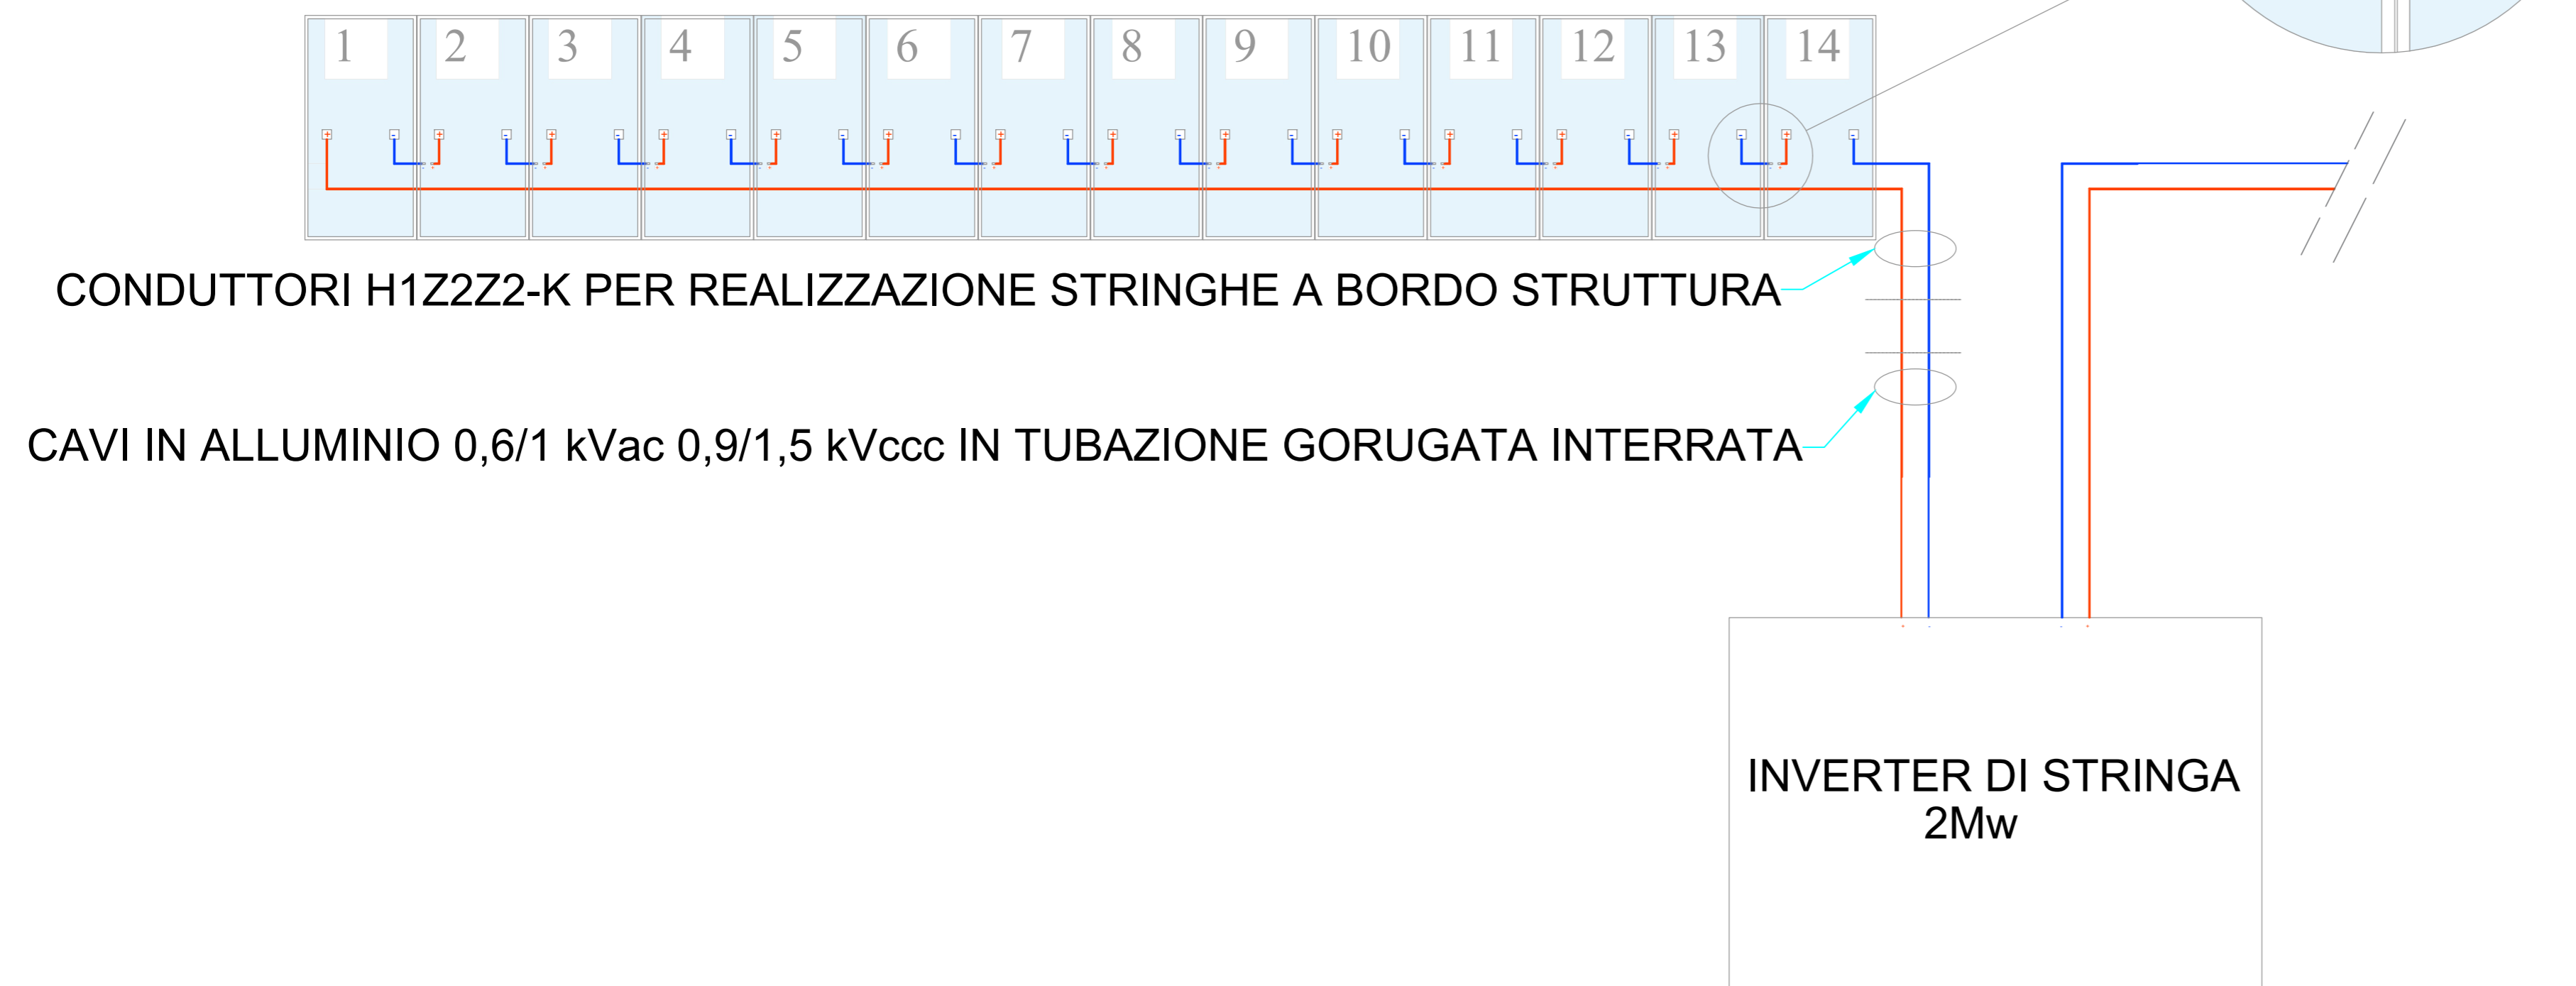 1 2 3 4 5 6 7 8 9 10 11 12 13 14
+ - + - + - + - + - + - + - + - + - + - + - + - + - + -
CONDUTTORI H1Z2Z2-K PER REALIZZAZIONE STRINGHE A BORDO STRUTTURA
CAVI IN ALLUMINIO 0,6/1 kVac 0,9/1,5 kVccc IN TUBAZIONE GORUGATA INTERRATA
INVERTER DI STRINGA
2Mw